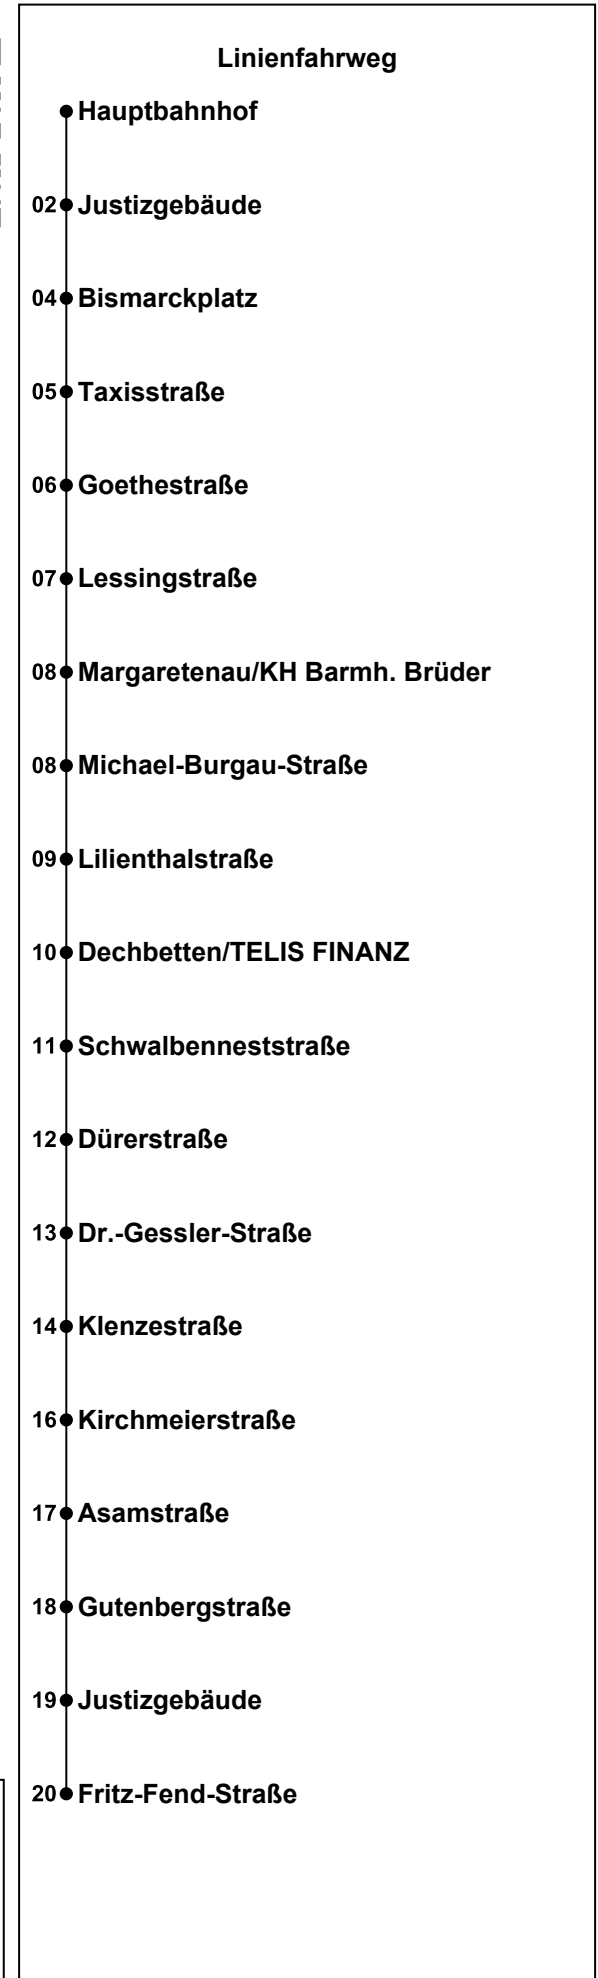 Linienfahrweg
Hauptbahnhof
02 Justizgebäude
04 Bismarckplatz
05 Taxisstraße
06 Goethestraße
07 Lessingstraße
08 Margaretenau/KH Barmh. Brüder
08 Michael-Burgau-Straße
09 Lilienthalstraße
10 Dechbetten/TELIS FINANZ
11 Schwalbenneststraße
12 Dürerstraße
13 Dr.-Gessler-Straße
14 Klenzestraße
16 Kirchmeierstraße
17 Asamstraße
18 Gutenbergstraße
19 Justizgebäude
20 Fritz-Fend-Straße